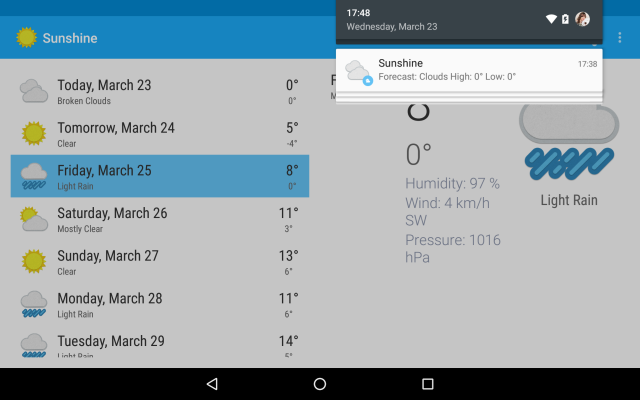 17:48
Wednesday, March 23
Sunshine
Sunshine
17:38
Forecast: Clouds High: 0° Low: 0°
Today, March 23
0°
Broken Clouds
0°
Tomorrow, March 24
5°
Clear
-4°
Friday, March 25
8°
Light Rain
0°
Saturday, March 26
11°
Mostly Clear
3°
Sunday, March 27
13°
Clear
6°
Monday, March 28
11°
Light Rain
6°
Tuesday, March 29
14°
Light Rain
5°
0°
Humidity: 97 %
Wind: 4 km/h
SW
Pressure: 1016
hPa
Light Rain